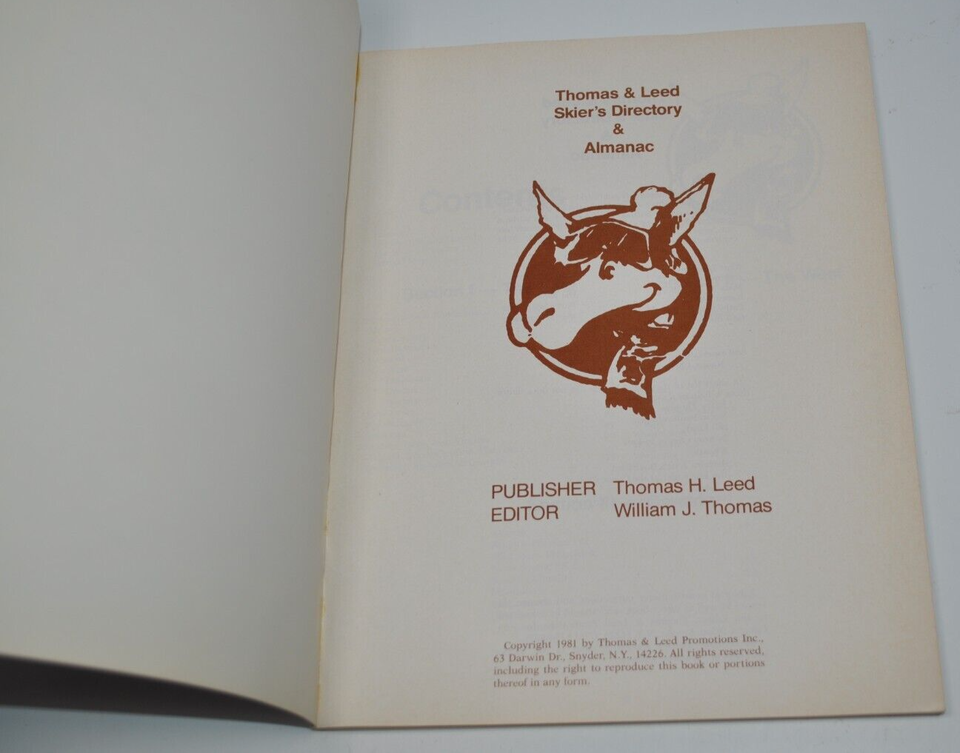 Thomas & Leed
Skier's Directory
&
Almanac
PUBLISHER Thomas H. Leed
EDITOR William J. Thomas
Copyright 1981 by Thomas & Leed Promotions Inc.,
63 Darwin Dr., Snyder, N.Y., 14226. All rights reserved,
including the right to reproduce this book or portions
thereof in any form.